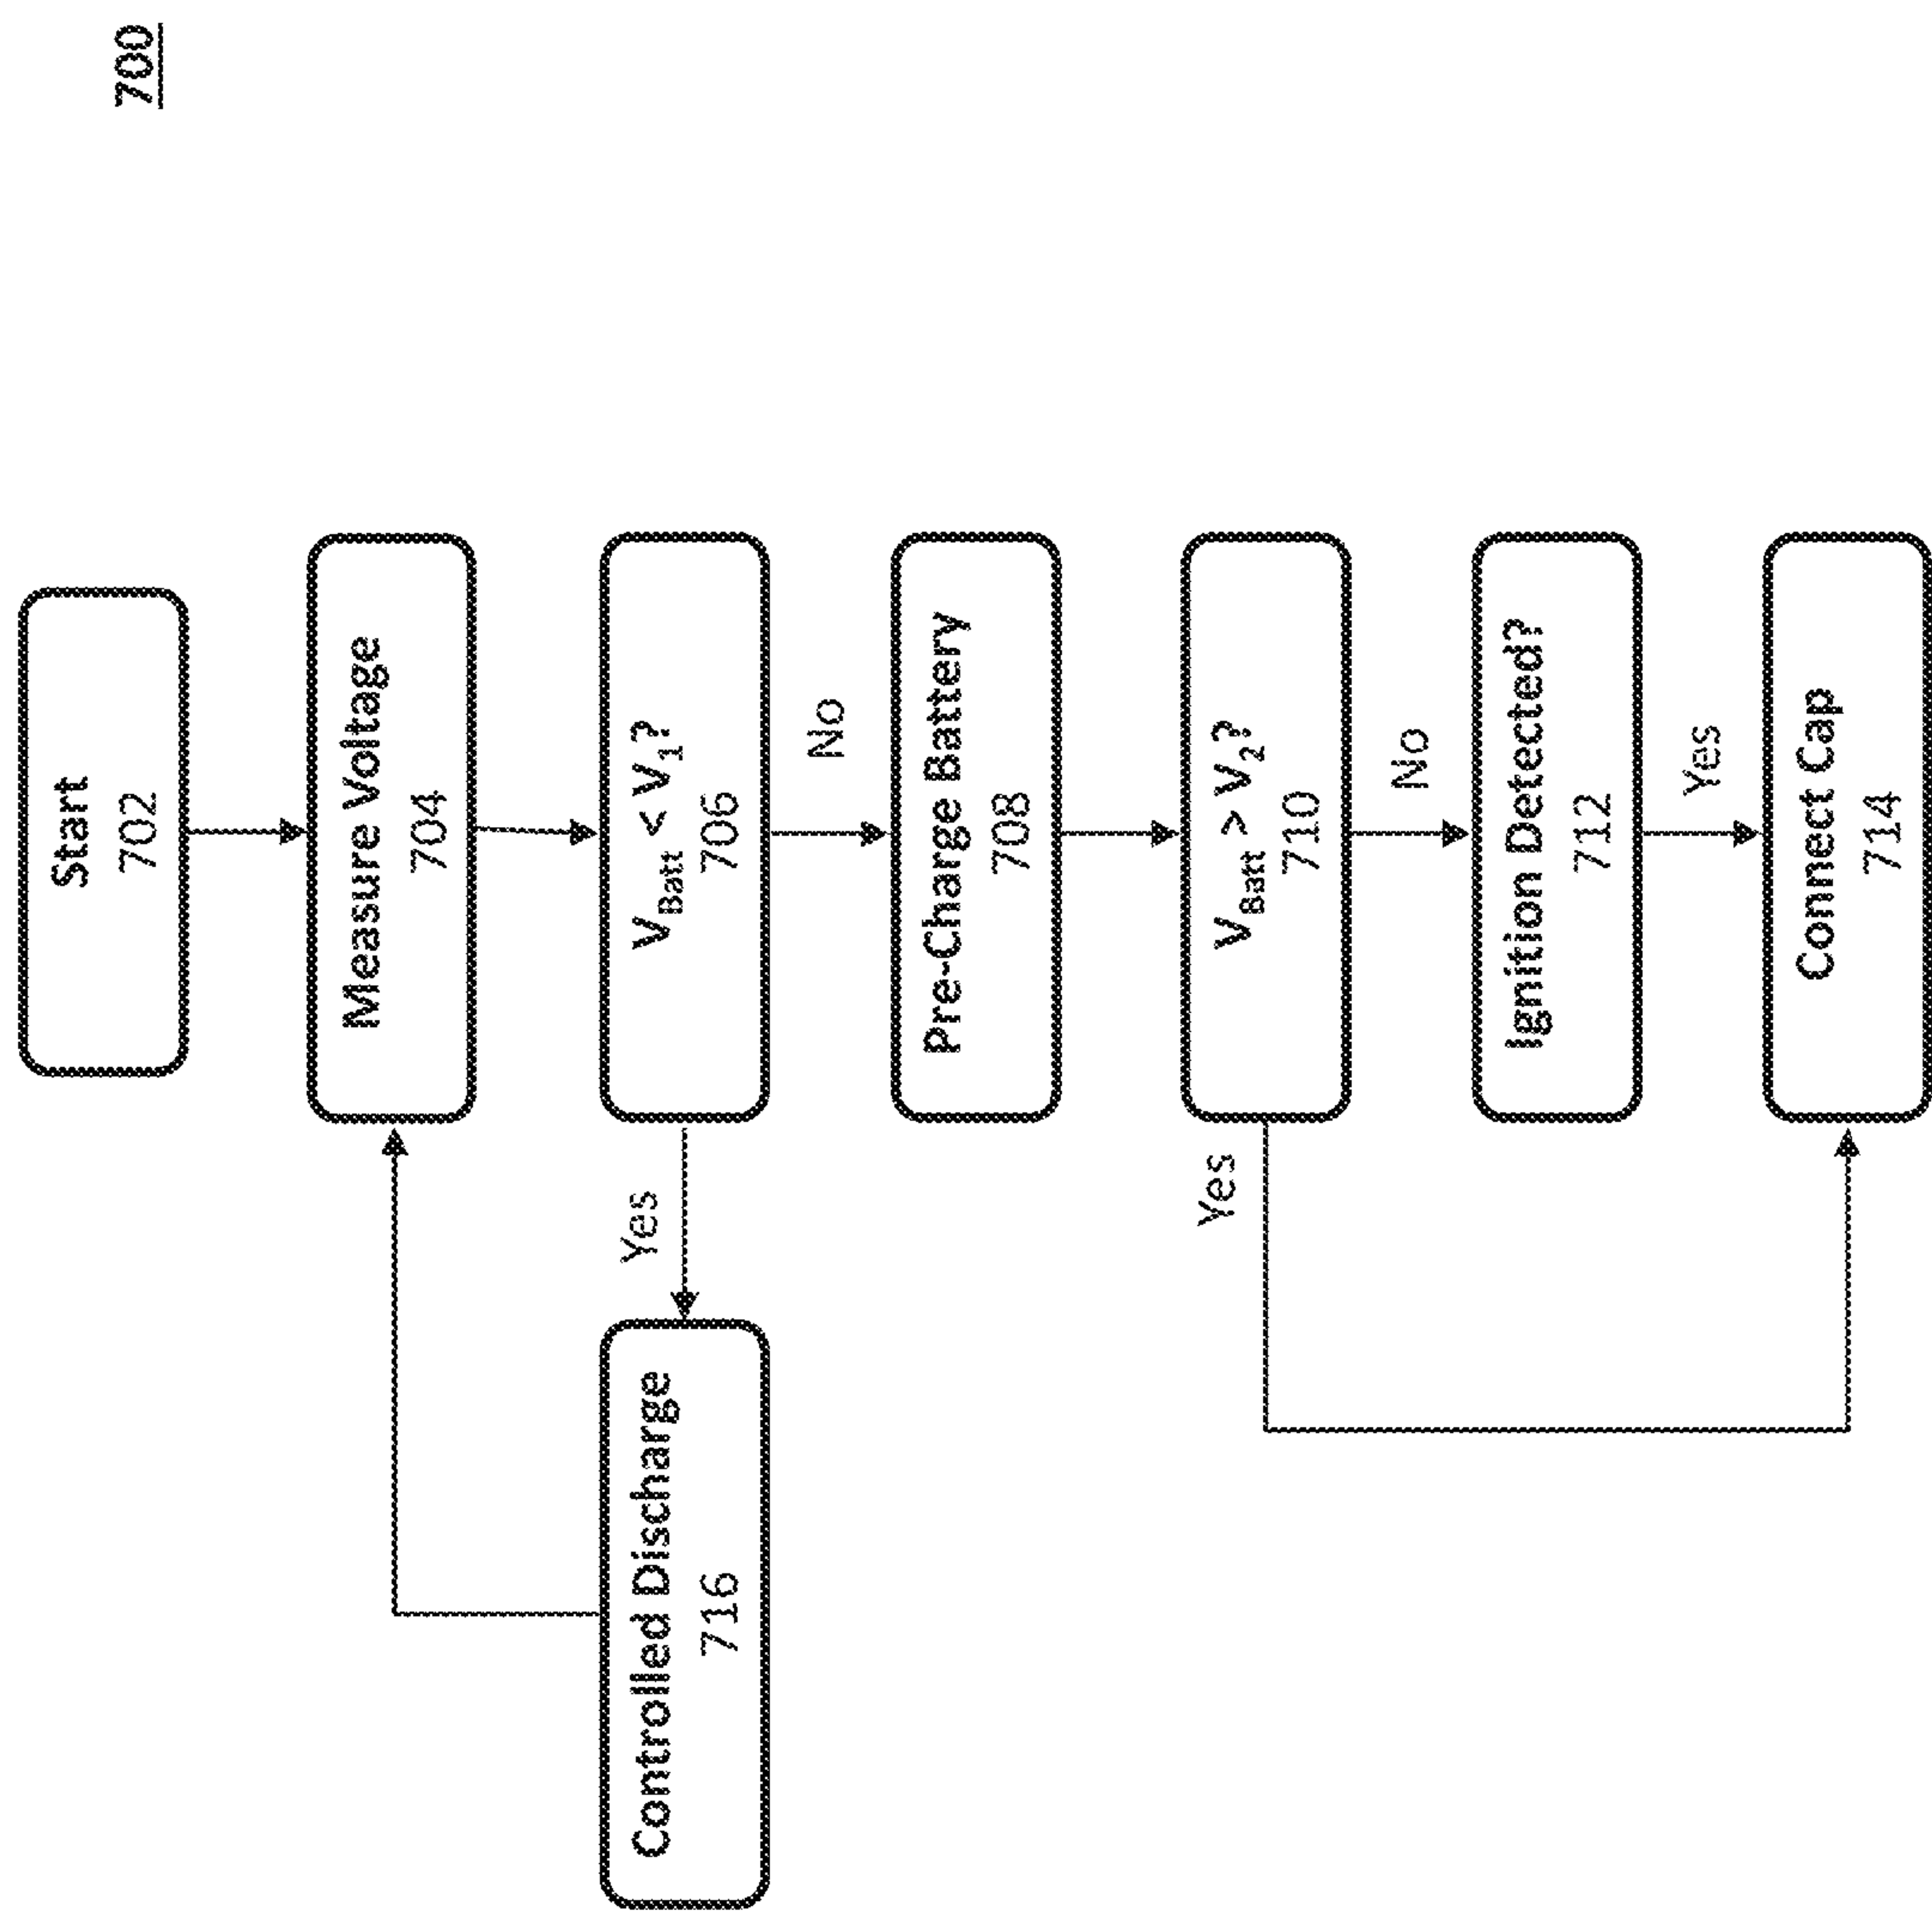 700
Start
702
Measure Voltage
704
V_Batt < V_1?
706
Yes
No
Controlled Discharge
716
Pre-Charge Battery
708
V_Batt > V_2?
710
Yes
No
Ignition Detected?
712
Yes
Connect Cap
714